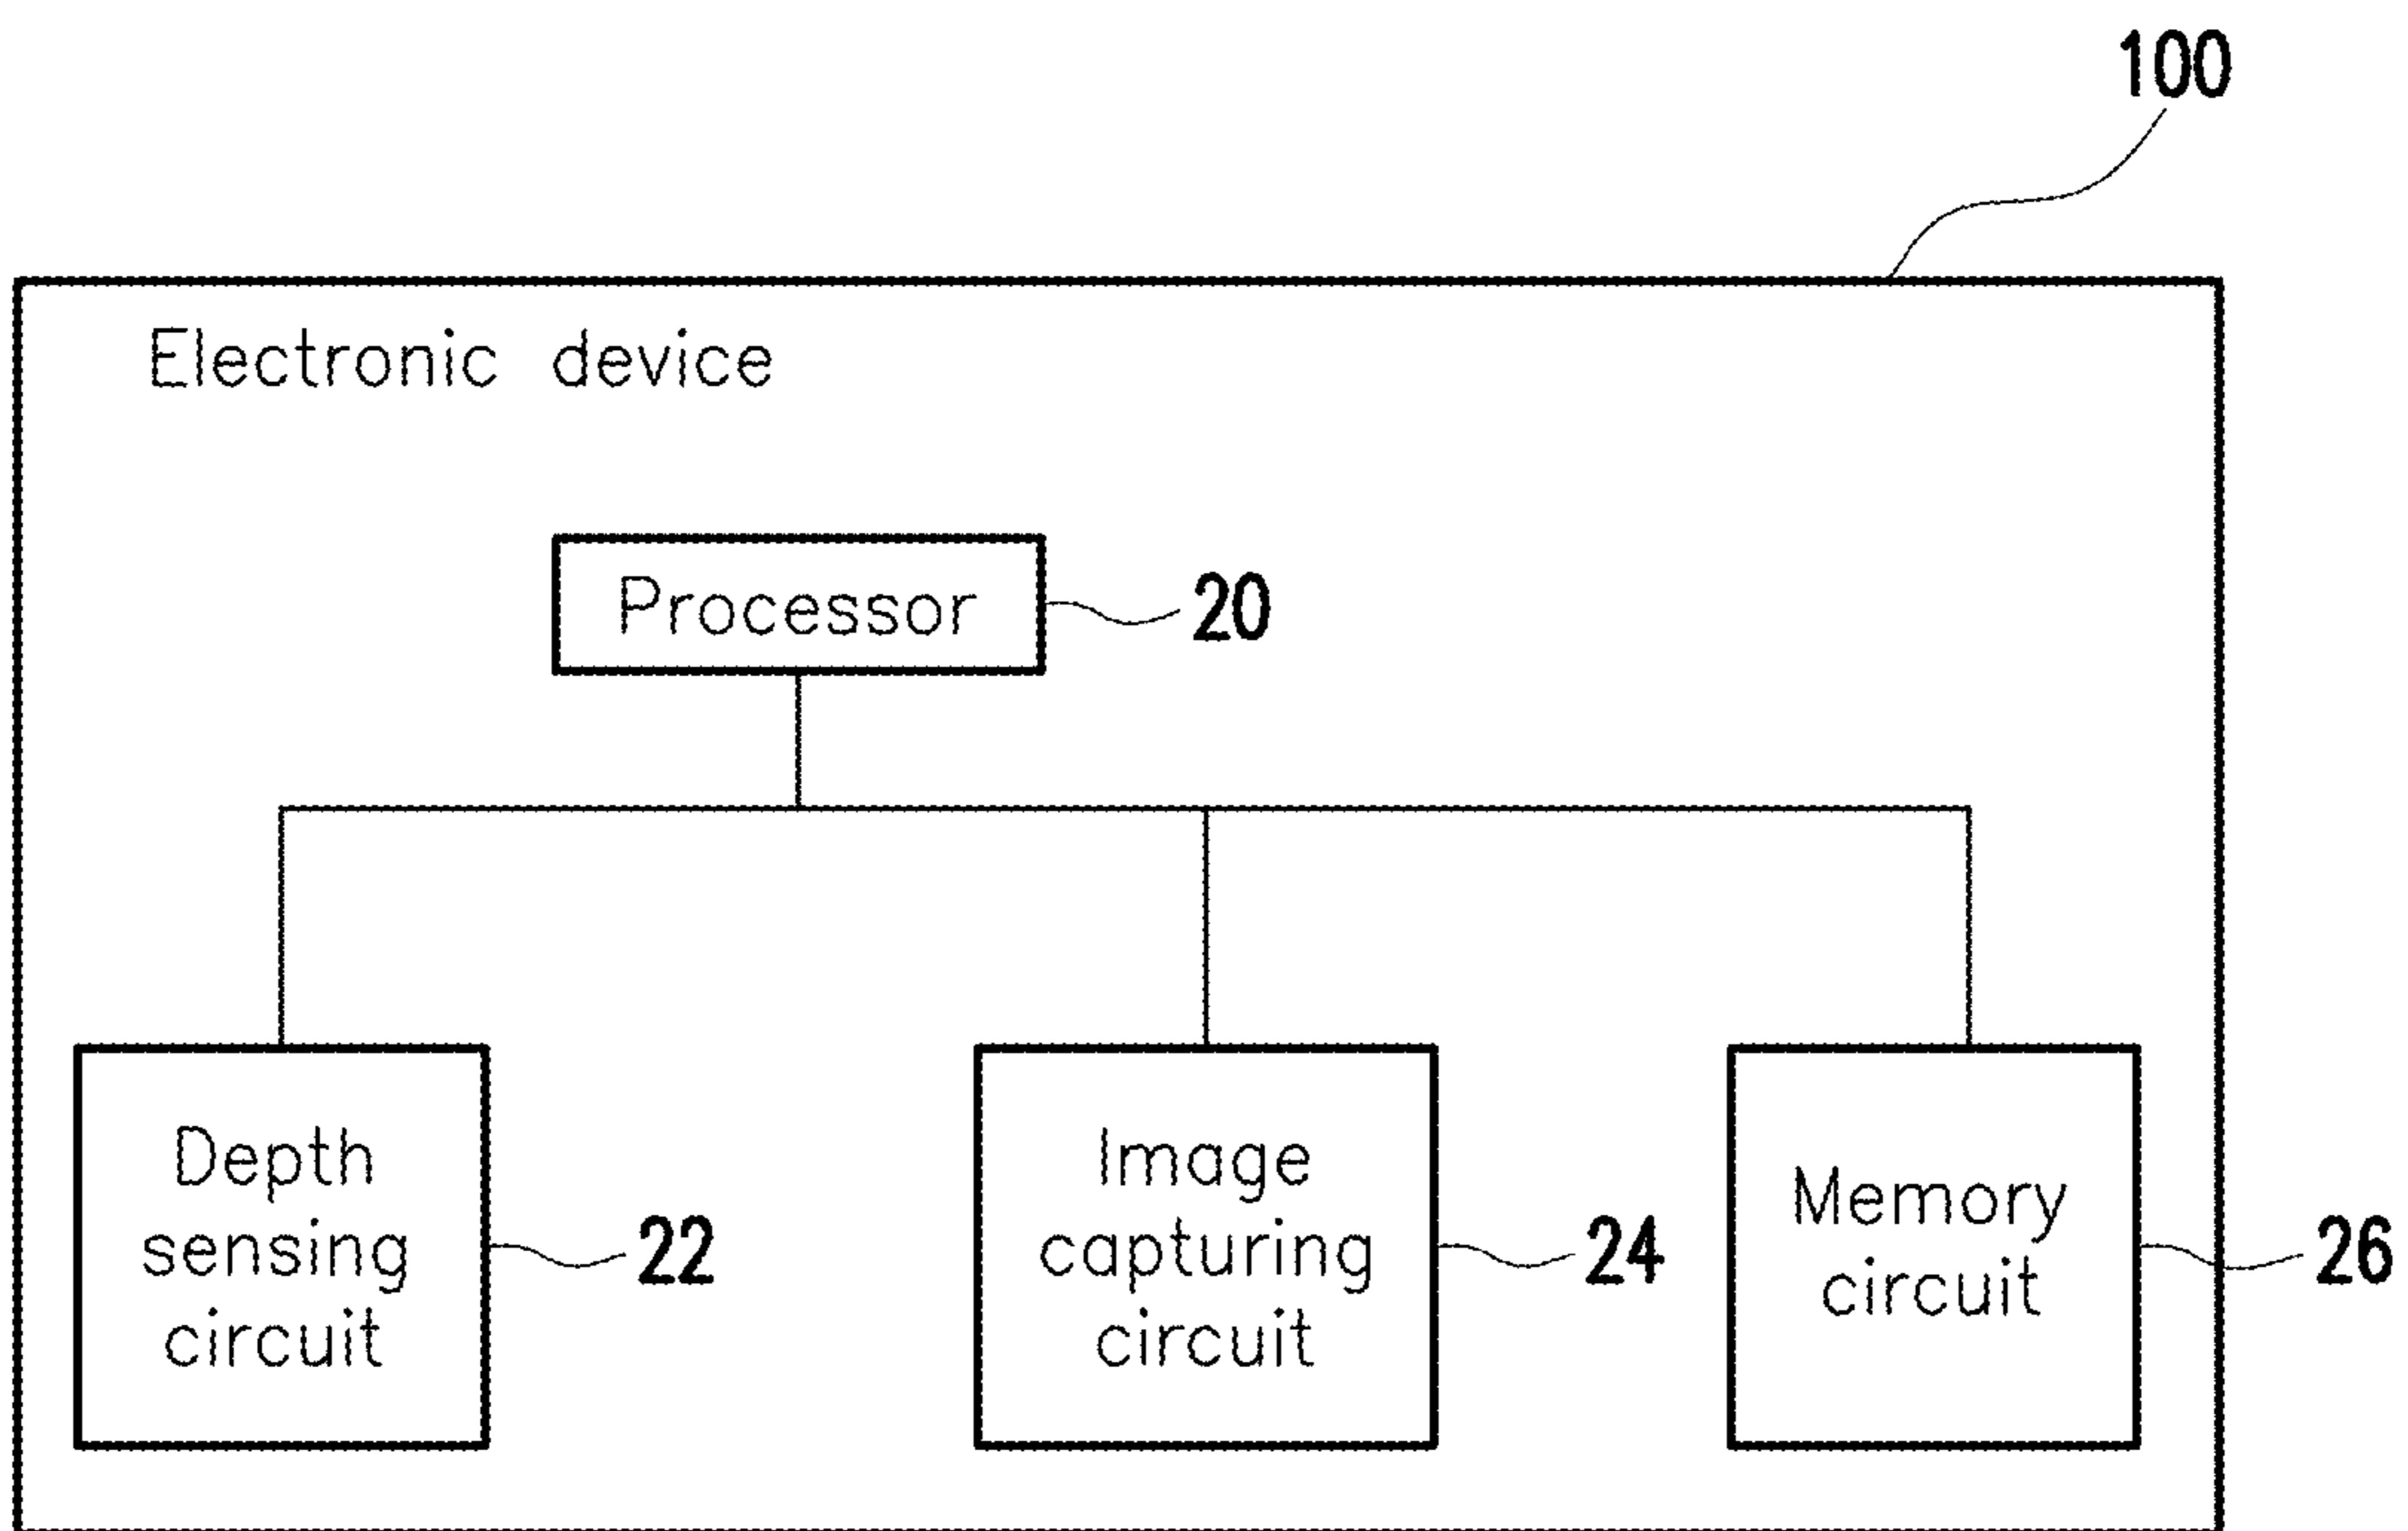 100
Electronic device
Processor
20
Depth
sensing
circuit
22
Image
capturing
circuit
24
Memory
circuit
26